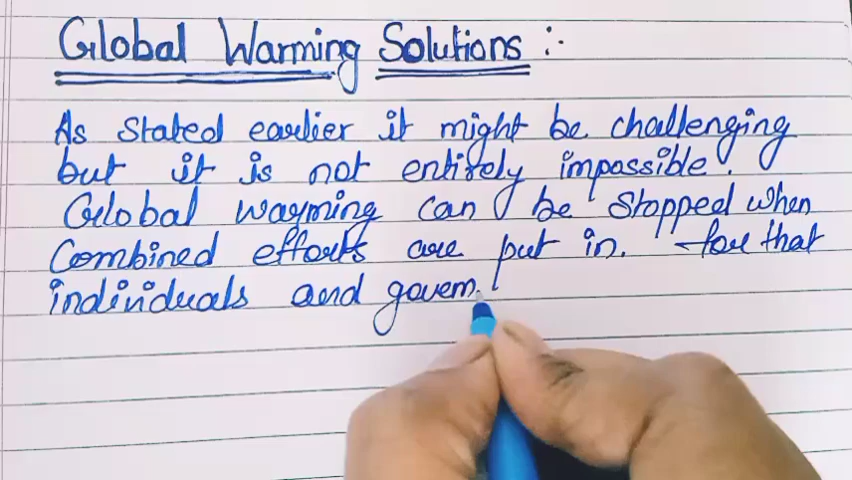 Global Warming Solutions :-
As stated earlier it might be challenging
but it is not entirely impossible.
Global warming can be stopped when
Combined efforts are put in. for that
individuals and govern